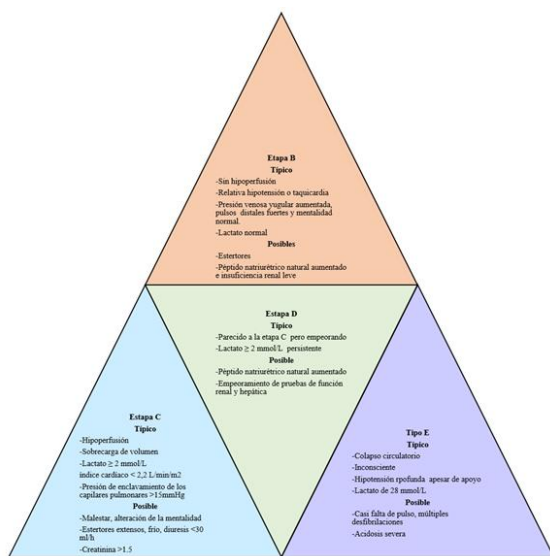 Etapa B
Típico
-Sin hipoperfusión
-Relativa hipotensión o taquicardia
-Presión venosa yugular aumentada,
pulsos distales fuertes y mentalidad
normal.
-Lactato normal
Posibles
-Estertores
-Péptido natriurètrico natural aumentado
e insuficiencia renal leve
Etapa D
Típico
-Parecido a la etapa C pero empeorando
-Lactato ≥ 2 mmol/L persistente
Posible
-Péptido natriurètrico natural aumentado
-Empeoramiento de pruebas de función
renal y hepática
Etapa C
Típico
-Hipoperfusión
-Sobrecarga de volumen
-Lactato ≥ 2 mmol/L
índice cardíaco < 2,2 L/min/m2
-Presión de enclavamiento de los
capilares pulmonares >15mmHg
Posible
-Malestar, alteración de la mentalidad
-Estertores extensos, frío, diuresis <30
ml/h
-Creatinina >1.5
Tipo E
Típico
-Colapso circulatorio
-Inconsciente
-Hipotensión rpofunda apesar de apoyo
-Lactato de 28 mmol/L
Posible
-Casi falta de pulso, múltiples
desfibrilaciones
-Acidosis severa